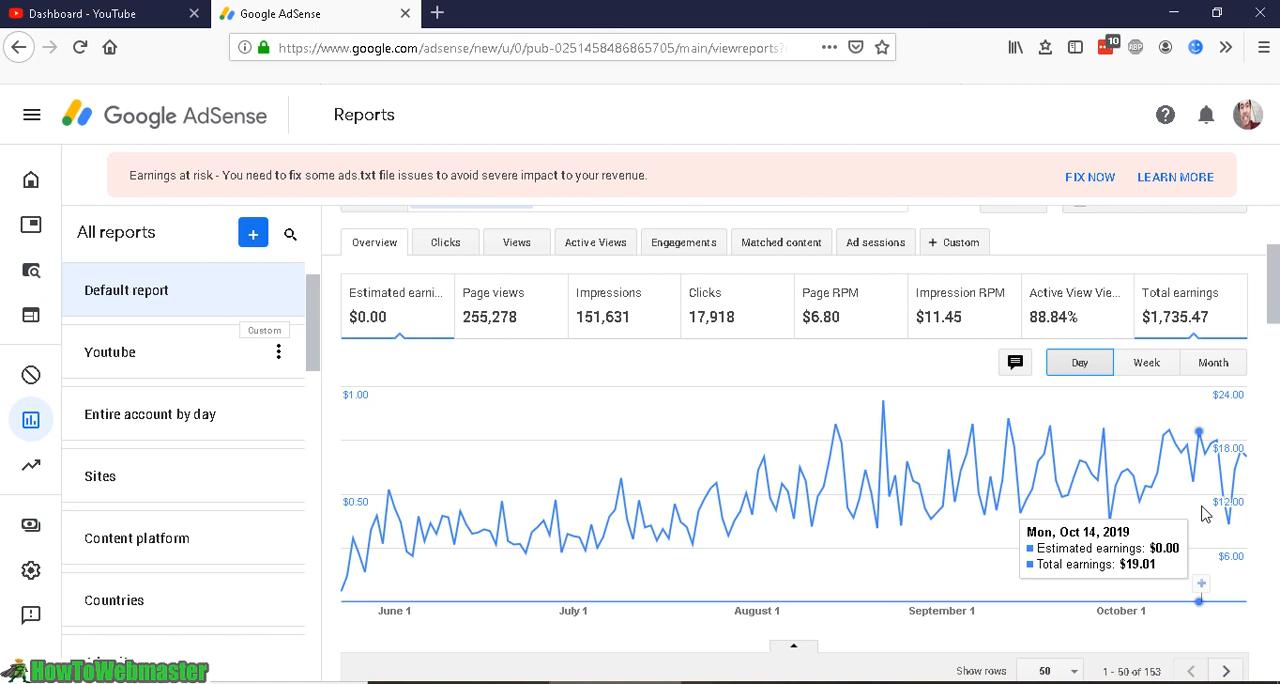 Dashboard - YouTube
Google AdSense
https://www.google.com/adsense/new/u/0/pub-0251458486865705/main/viewreports?
10
ABP
Google AdSense
Reports
Earnings at risk - You need to fix some ads.txt file issues to avoid severe impact to your revenue.
FIX NOW
LEARN MORE
All reports
Default report
Custom
Youtube
Entire account by day
Sites
Content platform
Countries
Overview
Clicks
Views
Active Views
Engagements
Matched content
Ad sessions
+ Custom
Estimated earni...
$0.00
Page views
255,278
Impressions
151,631
Clicks
17,918
Page RPM
$6.80
Impression RPM
$11.45
Active View Vie...
88.84%
Total earnings
$1,735.47
Day
Week
Month
$1.00
$24.00
$18.00
$0.50
$12.00
$6.00
Mon, Oct 14, 2019
Estimated earnings: $0.00
Total earnings: $19.01
June 1
July 1
August 1
September 1
October 1
Show rows
50
1 - 50 of 153
HowToWebmaster